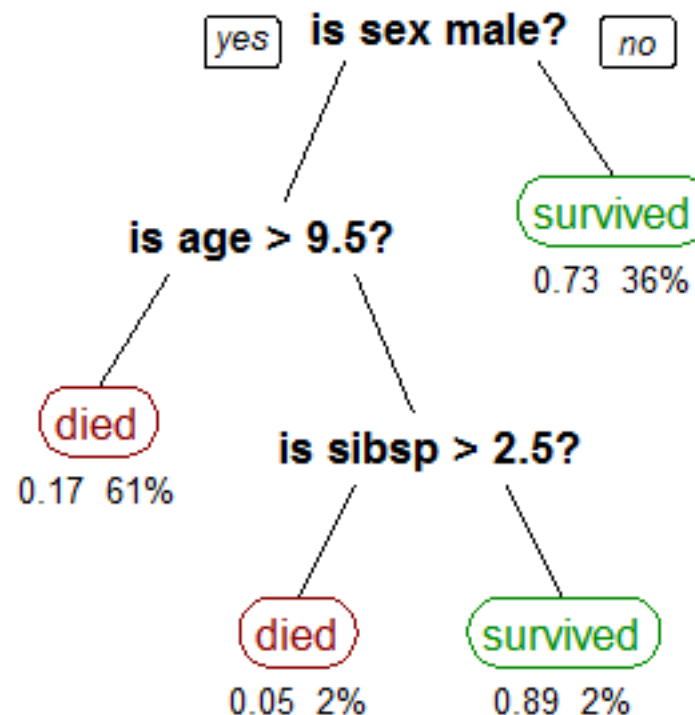 yes is sex male? no
survived
is age > 9.5?
0.73 36%
died
is sibsp > 2.5?
0.17 61%
died survived
0.05 2% 0.89 2%